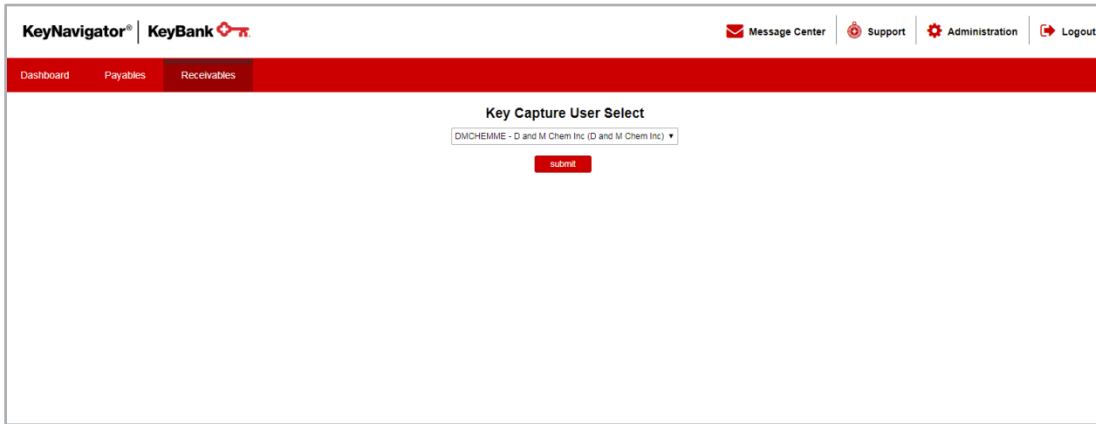 KeyNavigator® KeyBank
Message Center Support Administration Logout
Dashboard Payables Receivables
Key Capture User Select
DMCHEMME - D and M Chem Inc (D and M Chem Inc)
submit